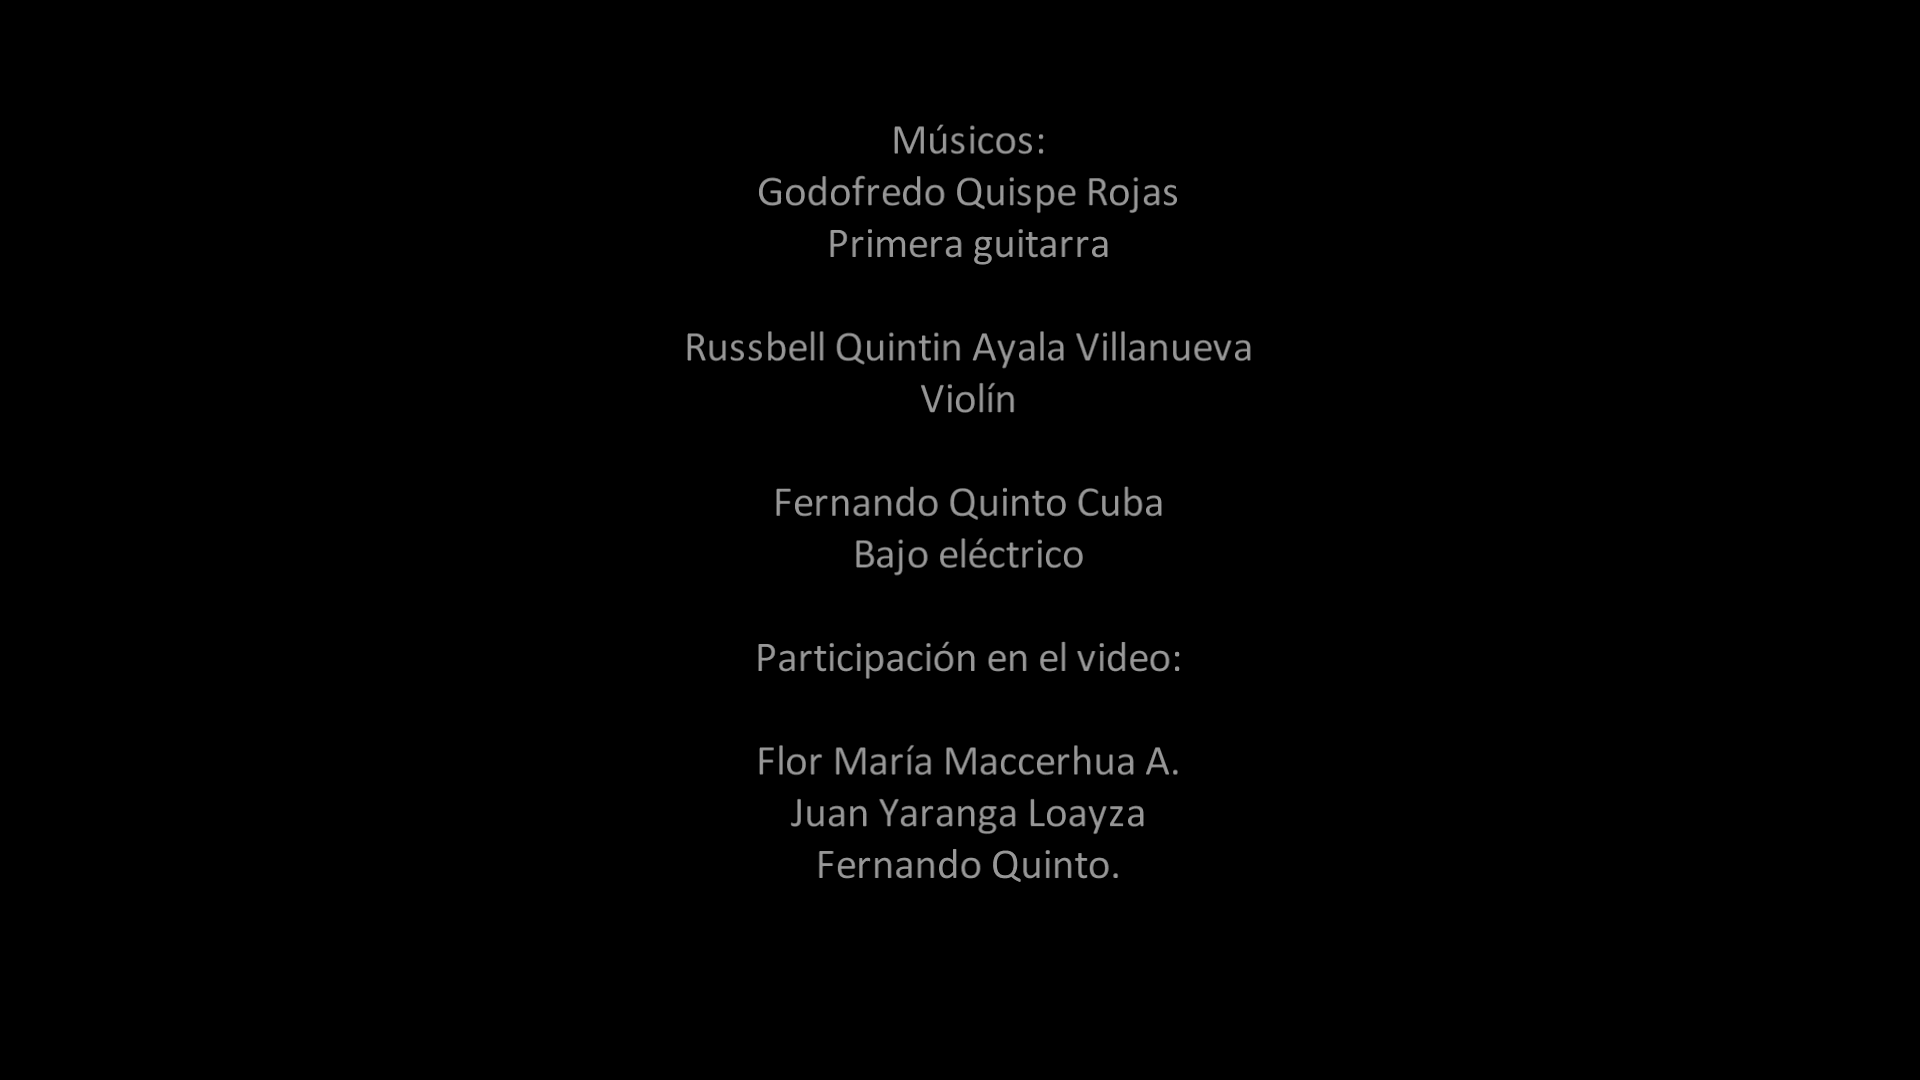 Músicos:
Godofredo Quispe Rojas
Primera guitarra
Russbell Quintin Ayala Villanueva
Violín
Fernando Quinto Cuba
Bajo eléctrico
Participación en el video:
Flor María Maccerhua A.
Juan Yaranga Loayza
Fernando Quinto.